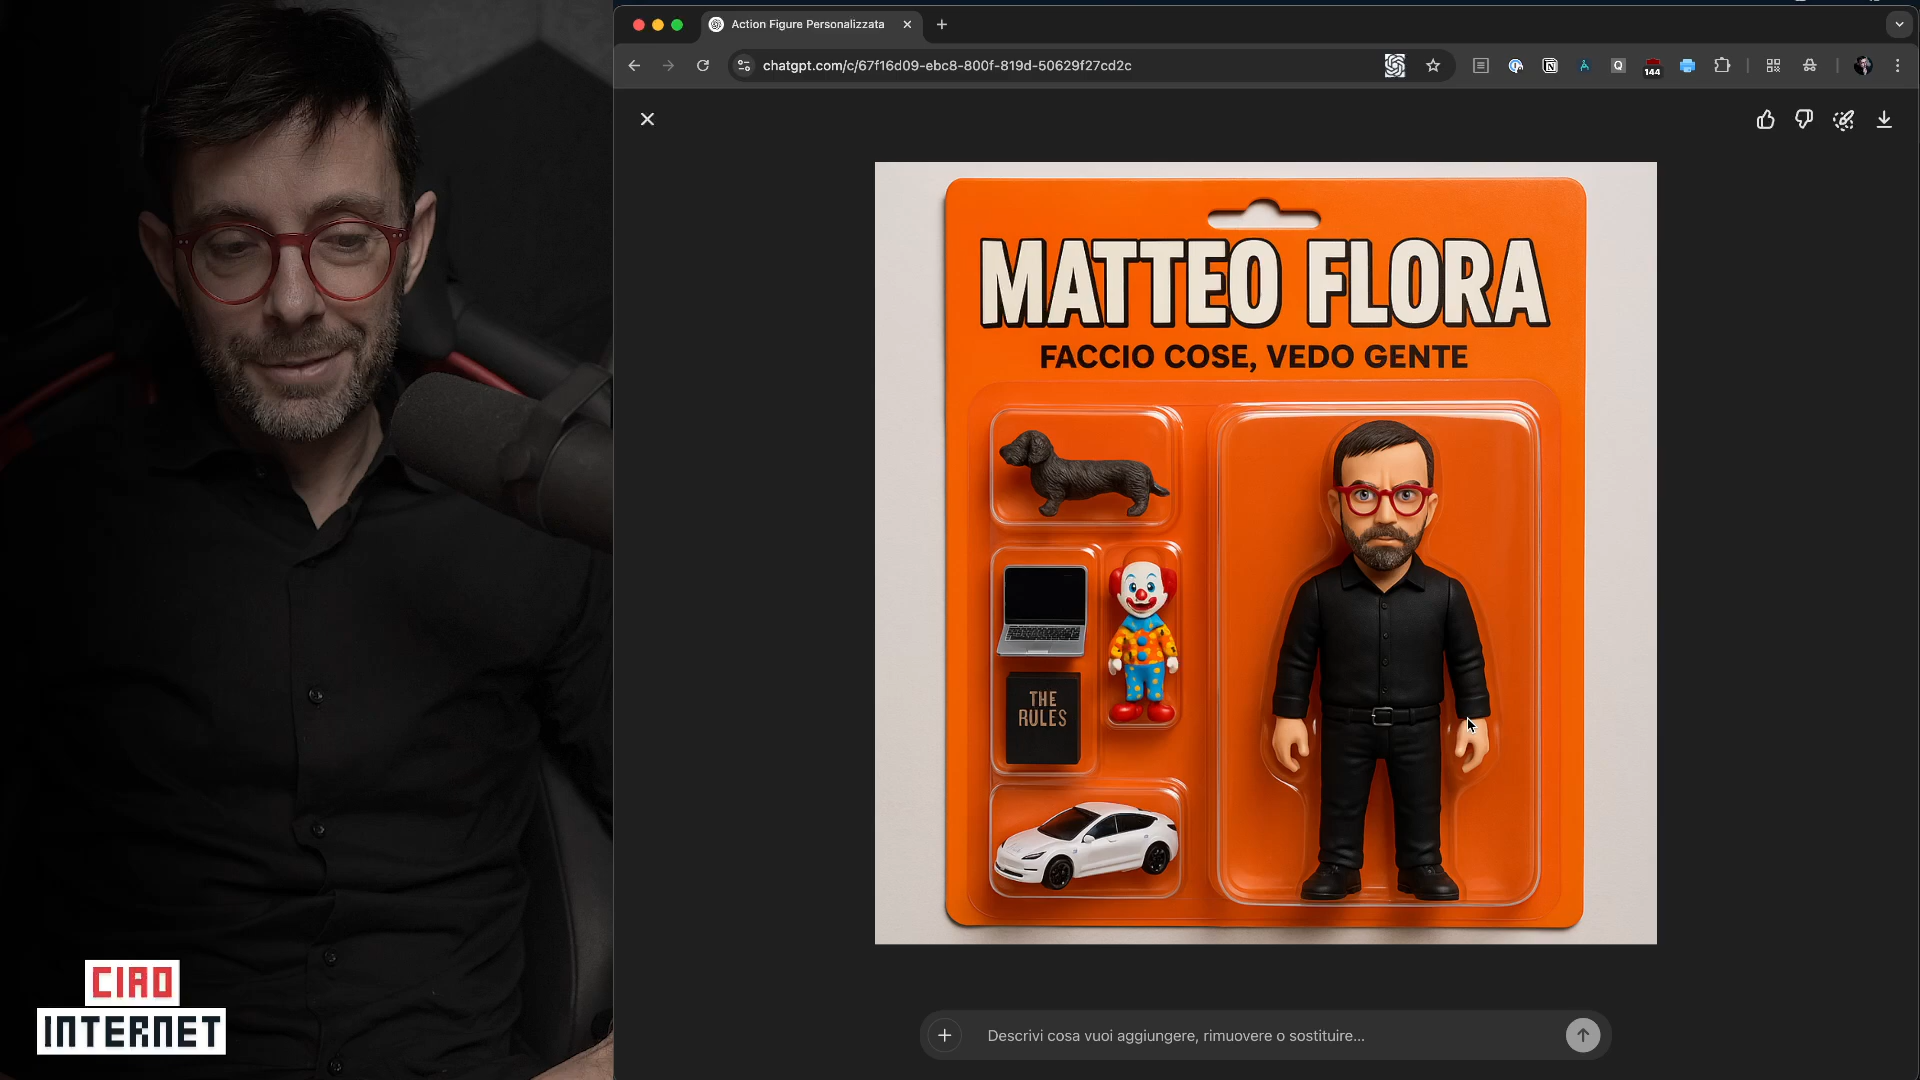 Action Figure Personalizzata
chatgpt.com/c/67f16d09-ebc8-800f-819d-50629f27cd2c
Q
144
MATTEO FLORA
FACCIO COSE, VEDO GENTE
THE
RULES
CIAO
INTERNET
Descrivi cosa vuoi aggiungere, rimuovere o sostituire...